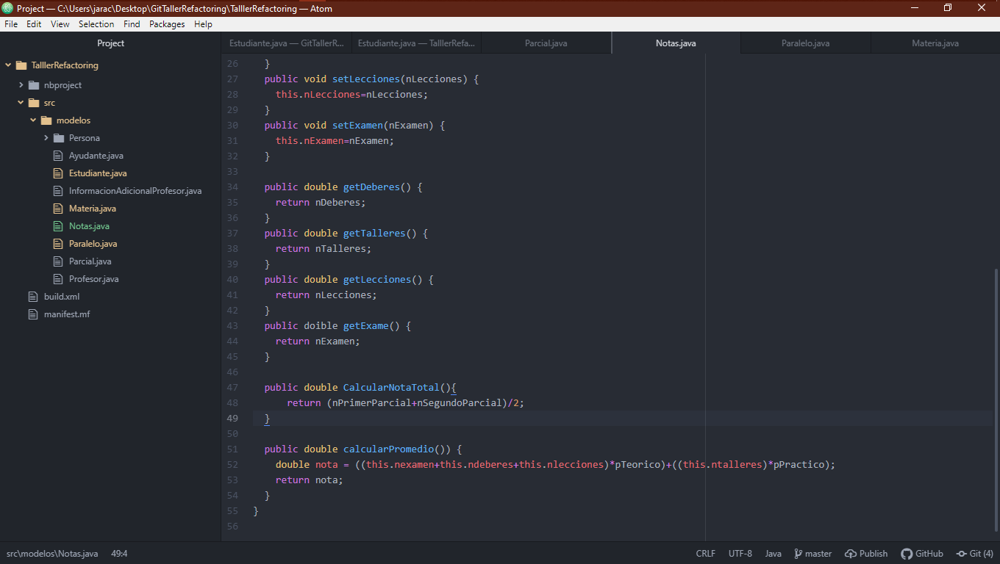 Project — C:\Users\jarac\Desktop\GitTallerRefactoring\TalllerRefactoring — Atom
File Edit View Selection Find Packages Help
Project
TalllerRefactoring
nbproject
src
modelos
Persona
Ayudante.java
Estudiante.java
InformacionAdicionalProfesor.java
Materia.java
Notas.java
Paralelo.java
Parcial.java
Profesor.java
build.xml
manifest.mf
Estudiante.java — GitTallerR... Estudiante.java — TalllerRefa... Parcial.java Notas.java Paralelo.java Materia.java
26 }
27 public void setLecciones(nLecciones) {
28 this.nLecciones=nLecciones;
29 }
30 public void setExamen(nExamen) {
31 this.nExamen=nExamen;
32 }
33
34 public double getDeberes() {
35 return nDeberes;
36 }
37 public double getTalleres() {
38 return nTalleres;
39 }
40 public double getLecciones() {
41 return nLecciones;
42 }
43 public doible getExame() {
44 return nExamen;
45 }
46
47 public double CalcularNotaTotal(){
48 return (nPrimerParcial+nSegundoParcial)/2;
49 }
50
51 public double calcularPromedio()) {
52 double nota = ((this.nexamen+this.ndeberes+this.nlecciones)*pTeorico)+((this.ntalleres)*pPractico);
53 return nota;
54 }
55 }
56
src\modelos\Notas.java 49:4 CRLF UTF-8 Java master Publish GitHub Git (4)